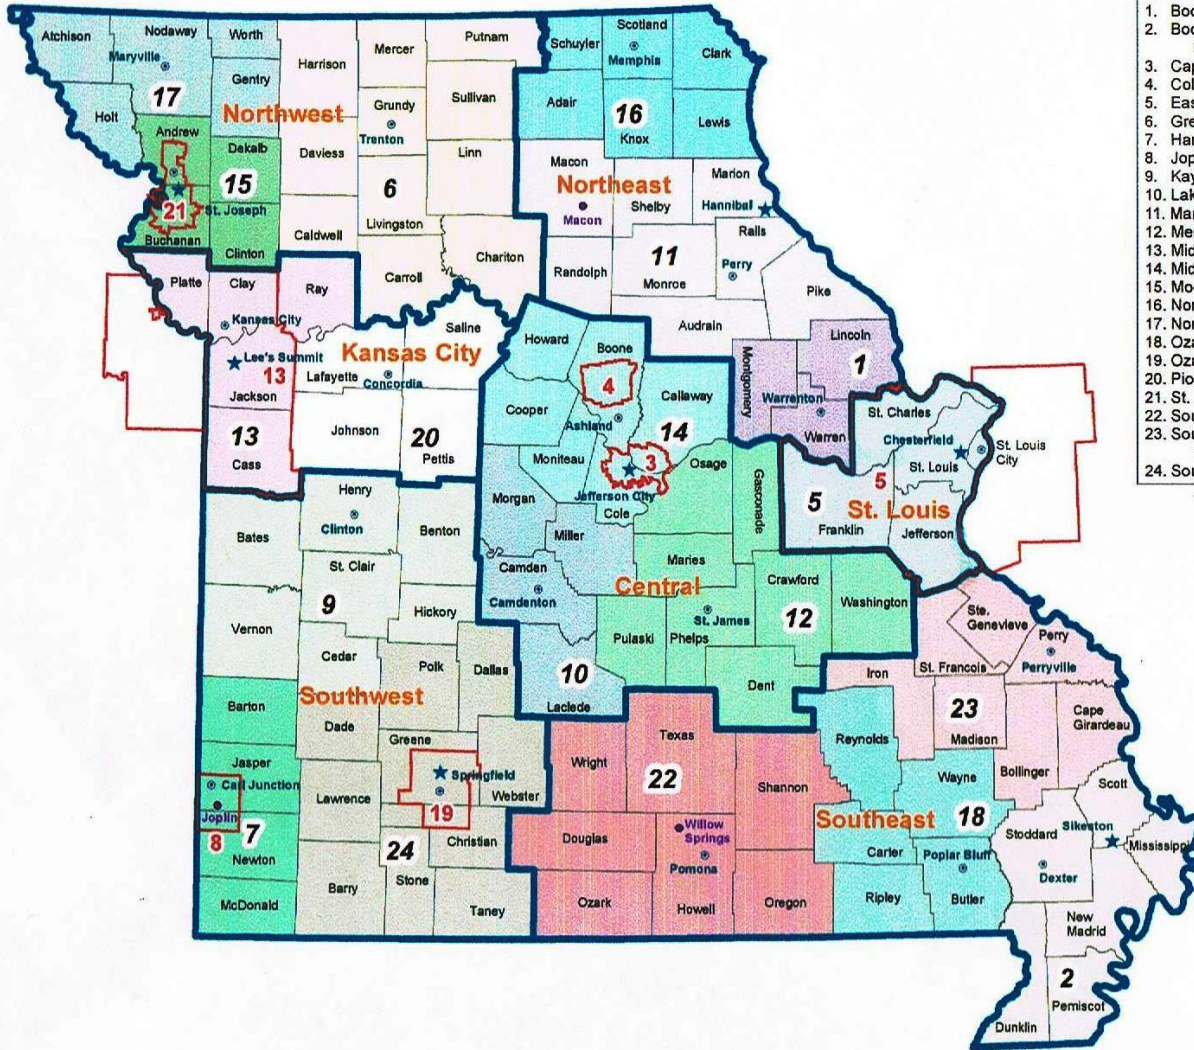 1. Boo
2. Boo
3. Cap
4. Col
5. Eas
6. Gre
7. Har
8. Jop
9. Kay
10. Lak
11. Mar
12. Mer
13. Mid
14. Mid
15. Mo
16. Nor
17. Nor
18. Oza
19. Oza
20. Pio
21. St.
22. Sou
23. Sou
24. Sou
Atchison
Nodaway
Worth
Maryville
17
Gentry
Holt
Northwest
Harrison
Mercer
Putnam
Grundy
Trenton
Sullivan
Andrew
Dekalb
Daviess
Linn
15
6
21
St. Joseph
Livingston
Buchanan
Clinton
Caldwell
Carroll
Chariton
Schuyler
Scotland
Memphis
Clark
Adair
16
Knox
Lewis
Macon
Northeast
Macon
Shelby
Marion
Hannibal
Ralls
Randolph
11
Monroe
Perry
Pike
Audrain
Lincoln
Montgomery
1
Warrenton
Warren
Platte
Clay
Ray
Kansas City
Saline
Kansas City
Lee's Summit
13
Jackson
Lafayette
Concordia
13
Cass
Johnson
20
Pettis
Howard
Boone
4
Cooper
Callaway
Ashland
14
Moniteau
3
Osage
Jefferson City
Cole
Morgan
Miller
Gasconade
Maries
Camden
Camdenton
Central
Crawford
Washington
St. James
12
Pulaski
Phelps
10
Laclede
Dent
St. Charles
Chesterfield
St. Louis
City
St. Louis
5
5
Franklin
St. Louis
Jefferson
Henry
Clinton
Bates
Benton
St. Clair
9
Hickory
Vernon
Cedar
Polk
Dallas
Southwest
Barton
Dade
Greene
Jasper
Carl Junction
Springfield
Lawrence
Webster
Joplin
19
8
7
Newton
24
Christian
Stone
Barry
McDonald
Taney
Wright
Texas
22
Shannon
Douglas
Willow
Springs
Pomona
Ozark
Howell
Oregon
Ste.
Genevieve
Perry
Perryville
Iron
St. Francois
23
Madison
Cape
Girardeau
Reynolds
Wayne
Bollinger
Scott
Southeast
18
Stoddard
Sikeston
Mississippi
Carter
Poplar Bluff
Dexter
Ripley
Butler
New
Madrid
2
Pemiscot
Dunklin